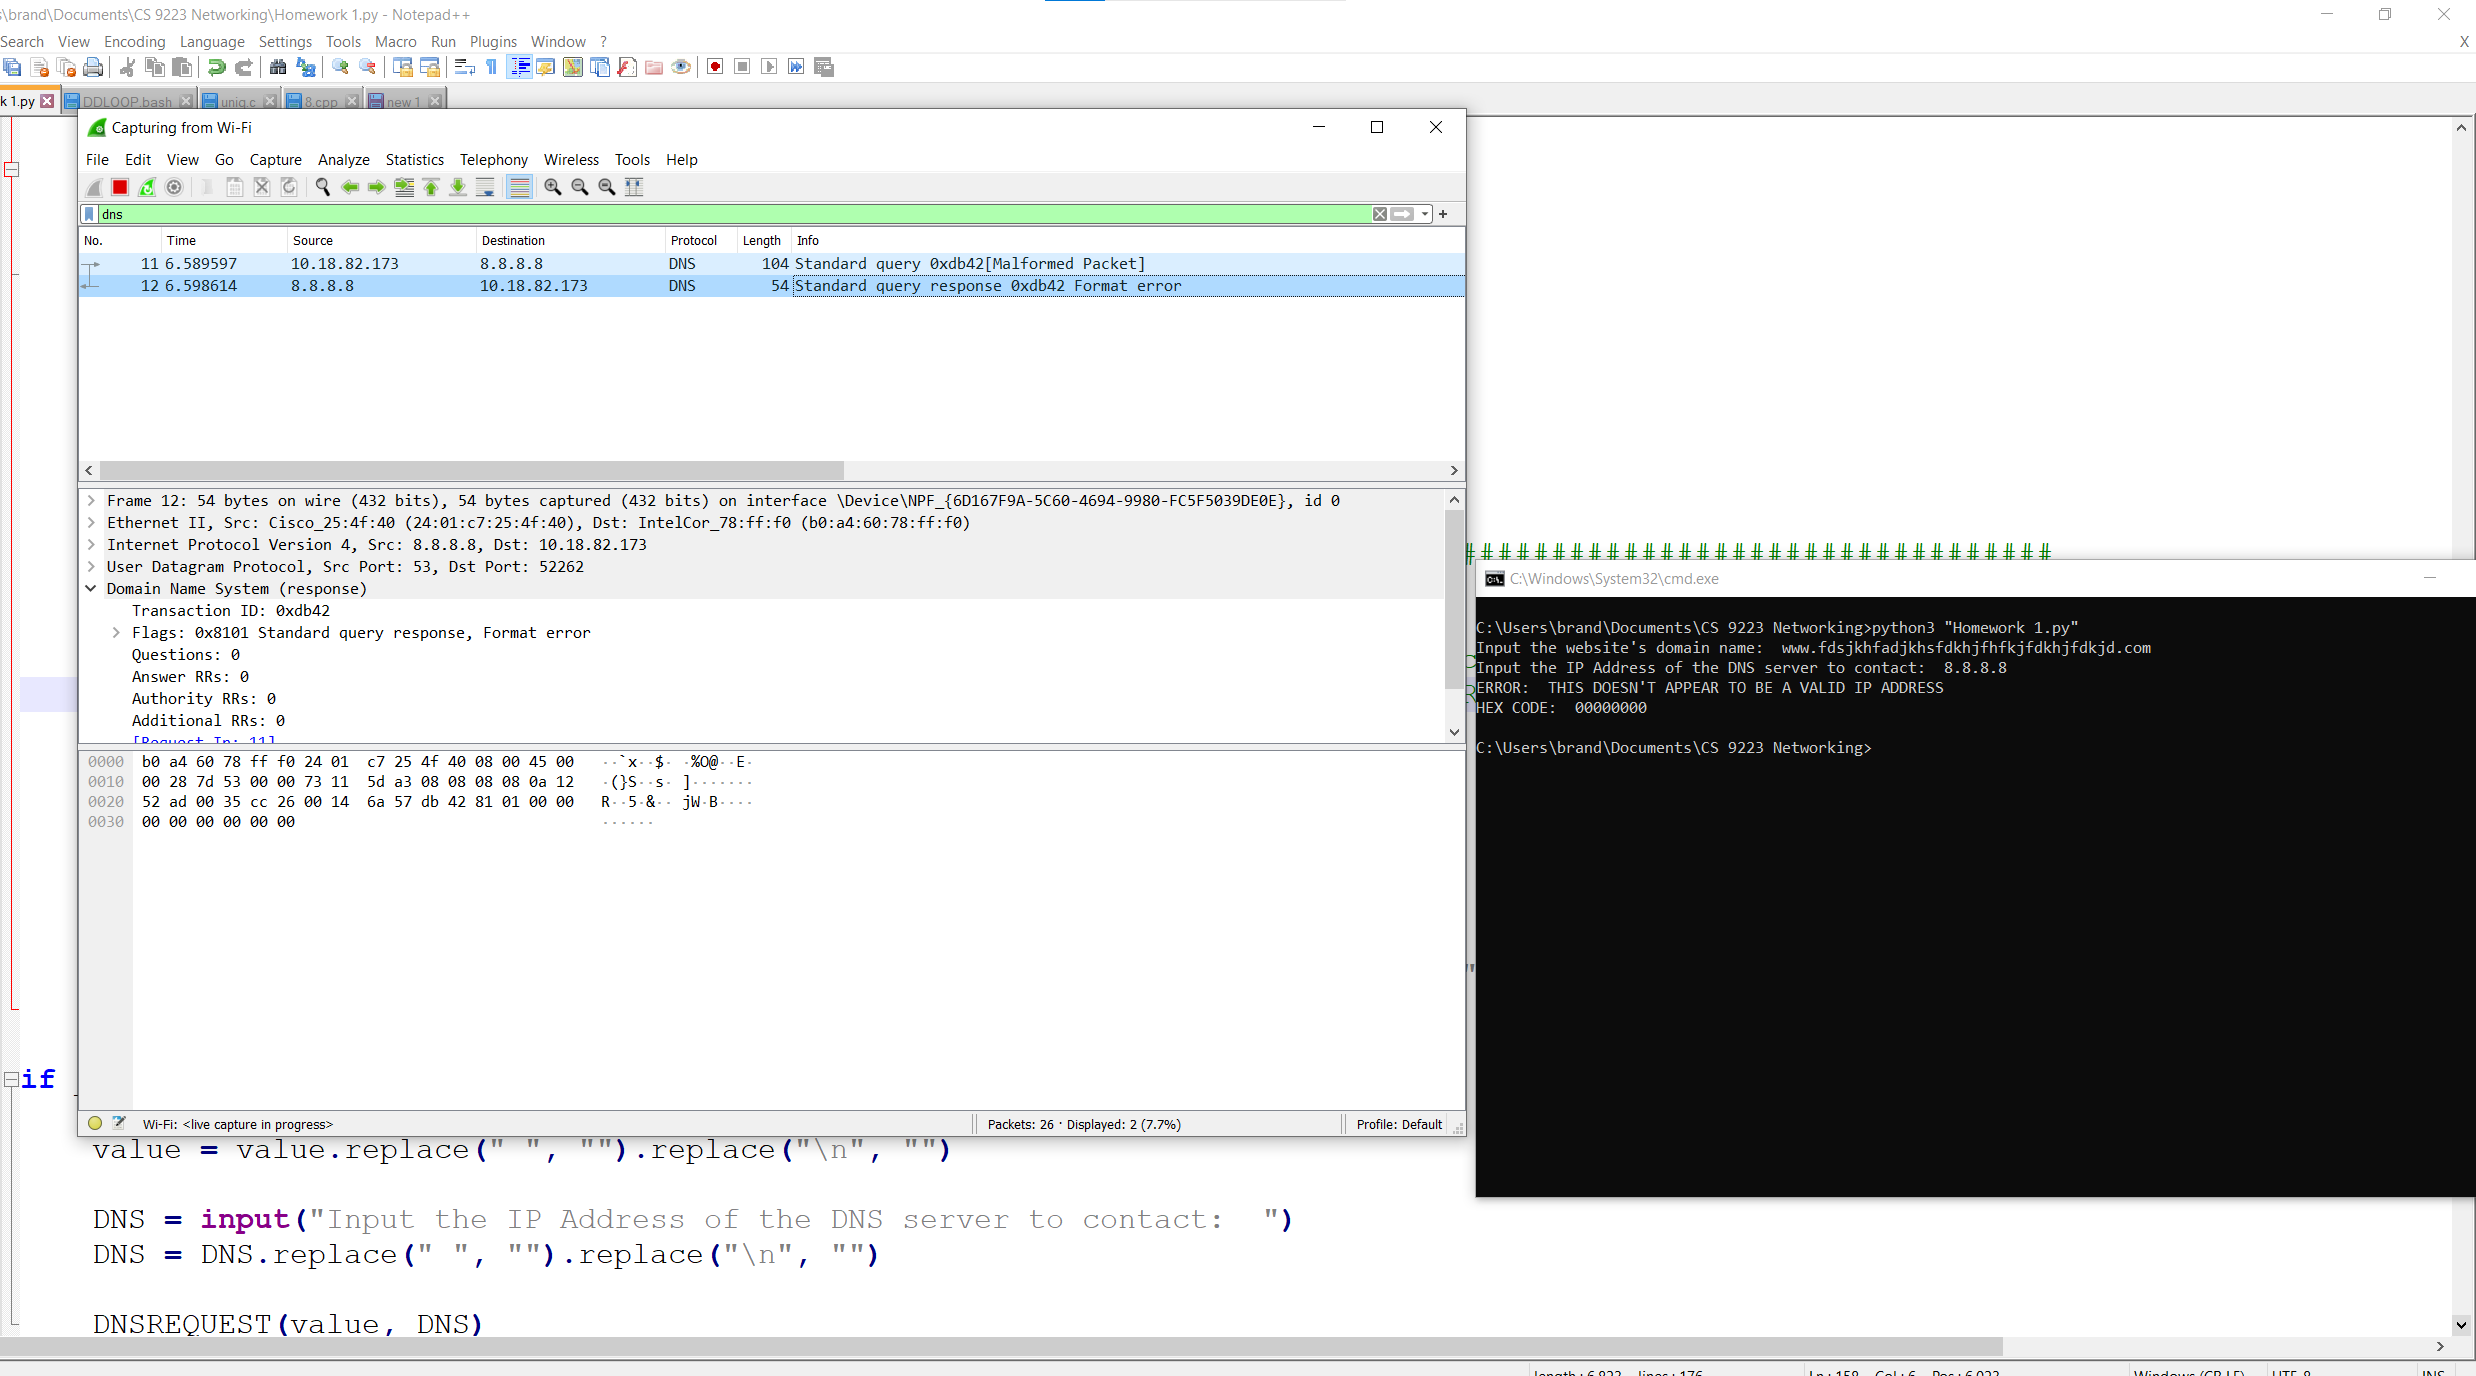 s\brand\Documents\CS 9223 Networking\Homework 1.py - Notepad++
Search View Encoding Language Settings Tools Macro Run Plugins Window ? X
k 1.py DDLOOP.bash uniq.c 8.cpp new 1
Capturing from Wi-Fi
File Edit View Go Capture Analyze Statistics Telephony Wireless Tools Help
dns
No. Time Source Destination Protocol Length Info
11 6.589597 10.18.82.173 8.8.8.8 DNS 104 Standard query 0xdb42[Malformed Packet]
12 6.598614 8.8.8.8 10.18.82.173 DNS 54 Standard query response 0xdb42 Format error
Frame 12: 54 bytes on wire (432 bits), 54 bytes captured (432 bits) on interface \Device\NPF_{6D167F9A-5C60-4694-9980-FC5F5039DE0E}, id 0
Ethernet II, Src: Cisco_25:4f:40 (24:01:c7:25:4f:40), Dst: IntelCor_78:ff:f0 (b0:a4:60:78:ff:f0)
Internet Protocol Version 4, Src: 8.8.8.8, Dst: 10.18.82.173
User Datagram Protocol, Src Port: 53, Dst Port: 52262
Domain Name System (response)
Transaction ID: 0xdb42
Flags: 0x8101 Standard query response, Format error
Questions: 0
Answer RRs: 0
Authority RRs: 0
Additional RRs: 0
[Request In: 11]
0000 b0 a4 60 78 ff f0 24 01 c7 25 4f 40 08 00 45 00 ··`x··$· ·%O@··E·
0010 00 28 7d 53 00 00 73 11 5d a3 08 08 08 08 0a 12 ·(}S··s· ]·······
0020 52 ad 00 35 cc 26 00 14 6a 57 db 42 81 01 00 00 R··5·&·· jW·B····
0030 00 00 00 00 00 00 ······
Wi-Fi: <live capture in progress> Packets: 26 · Displayed: 2 (7.7%) Profile: Default
#################################
C:\Windows\System32\cmd.exe
C:\Users\brand\Documents\CS 9223 Networking>python3 "Homework 1.py"
Input the website's domain name:  www.fdsjkhfadjkhsfdkhjfhfkjfdkhjfdkjd.com
Input the IP Address of the DNS server to contact:  8.8.8.8
ERROR:  THIS DOESN'T APPEAR TO BE A VALID IP ADDRESS
HEX CODE:  00000000
C:\Users\brand\Documents\CS 9223 Networking>
if
value = value.replace(" ", "").replace("\n", "")
DNS = input("Input the IP Address of the DNS server to contact:  ")
DNS = DNS.replace(" ", "").replace("\n", "")
DNSREQUEST(value, DNS)
length : 6,823 lines : 176 Ln : 158 Col : 6 Pos : 6,023 Windows (CR LF) UTF-8 INS